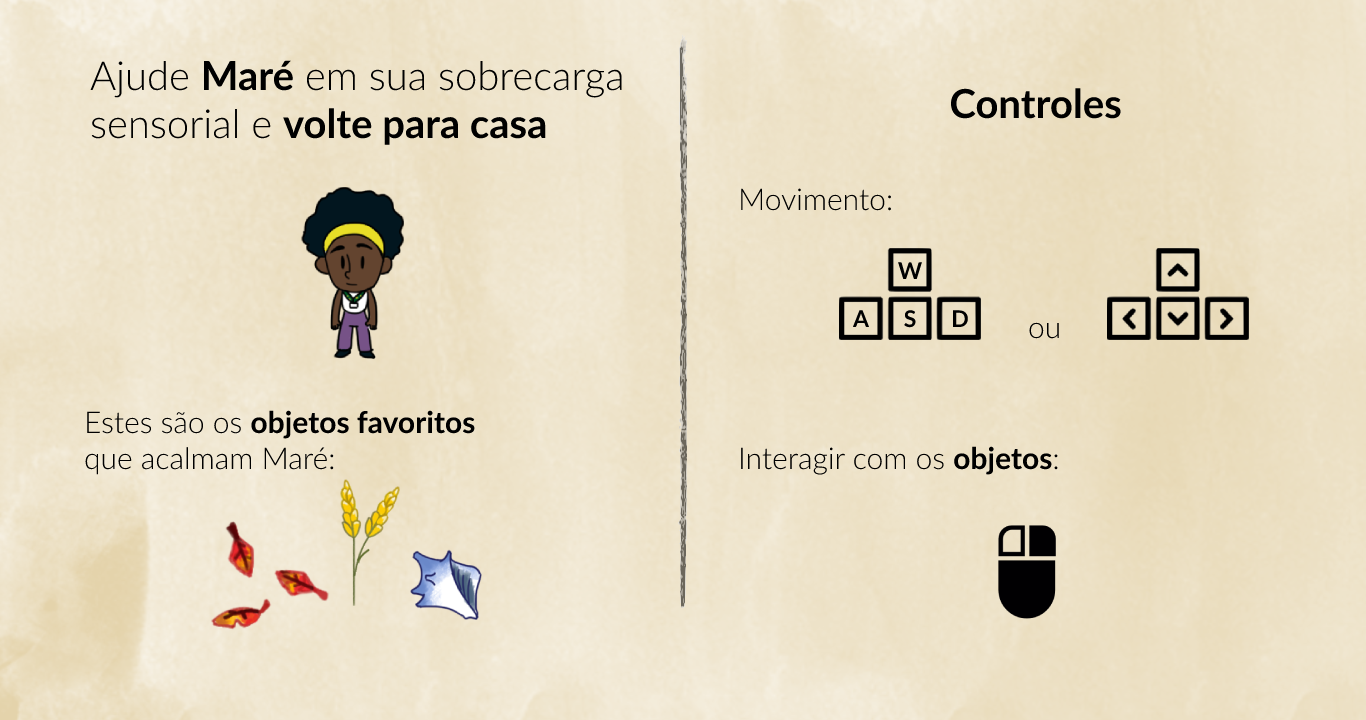 Ajude Maré em sua sobrecarga
sensorial e volte para casa
Estes são os objetos favoritos
que acalmam Maré:
Controles
Movimento:
W
A S D
ou
Interagir com os objetos: